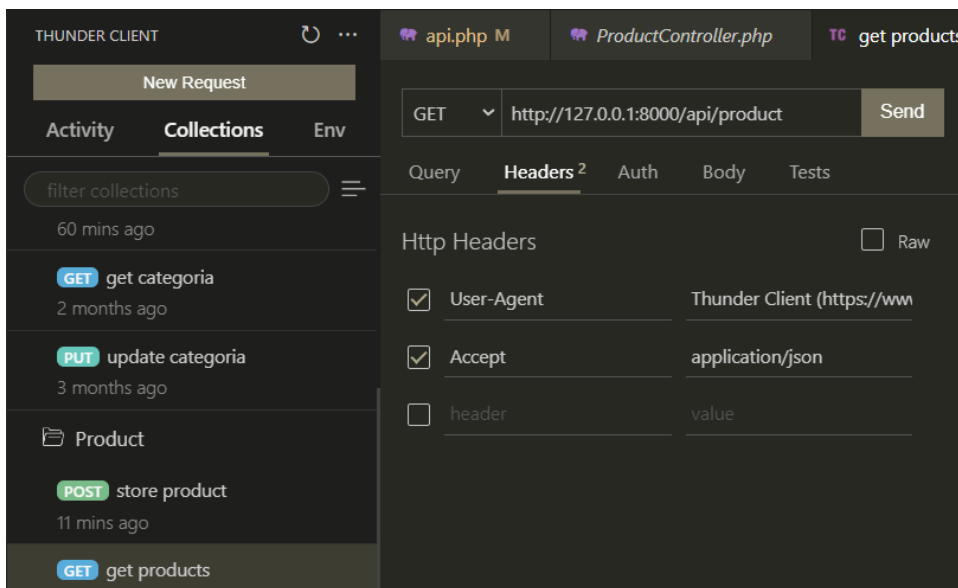 THUNDER CLIENT
New Request
Activity Collections Env
filter collections
60 mins ago
GET get categoria
2 months ago
PUT update categoria
3 months ago
Product
POST store product
11 mins ago
GET get products
api.php M ProductController.php TC get products
GET http://127.0.0.1:8000/api/product Send
Query Headers 2 Auth Body Tests
Http Headers Raw
User-Agent Thunder Client (https://www
Accept application/json
header value